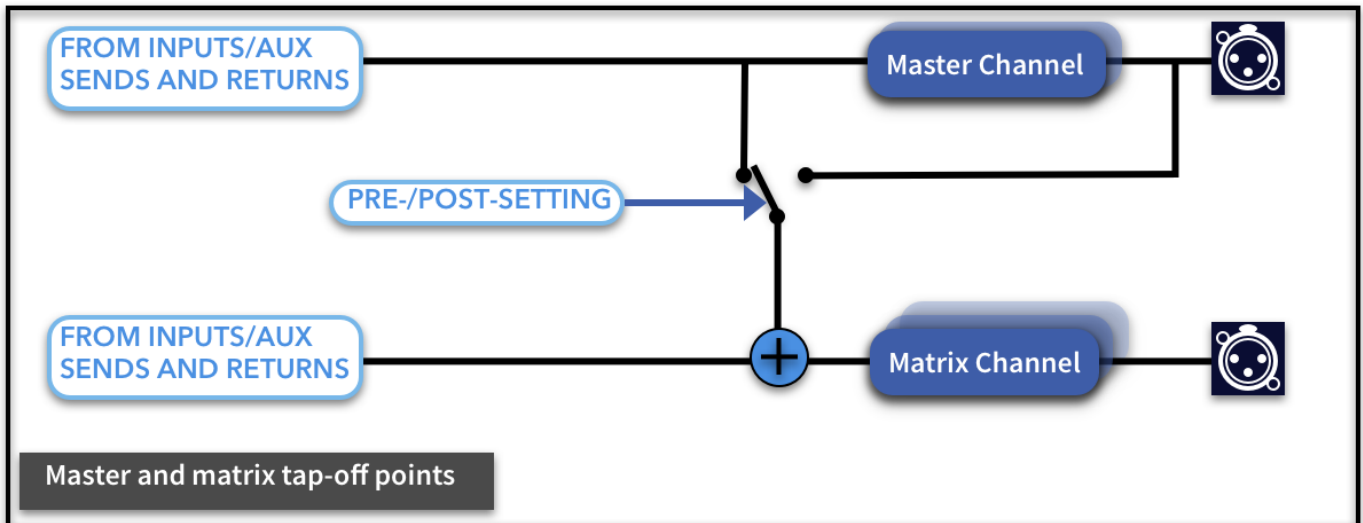 FROM INPUTS/AUX
SENDS AND RETURNS
Master Channel
PRE-/POST-SETTING
FROM INPUTS/AUX
SENDS AND RETURNS
Matrix Channel
Master and matrix tap-off points